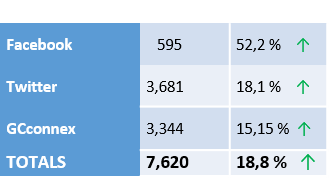 Facebook 595 52,2 % ↑
Twitter 3,681 18,1 % ↑
GCconnex 3,344 15,15 % ↑
TOTALS 7,620 18,8 % ↑